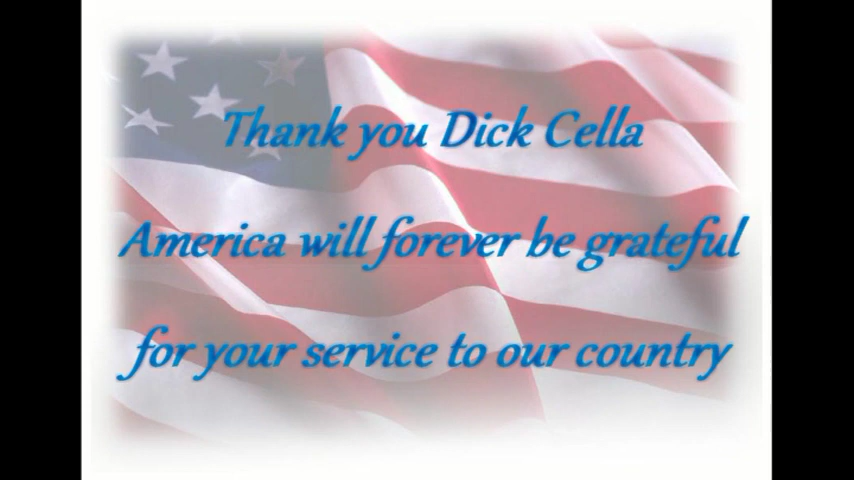 Thank you Dick Cella
America will forever be grateful
for your service to our country